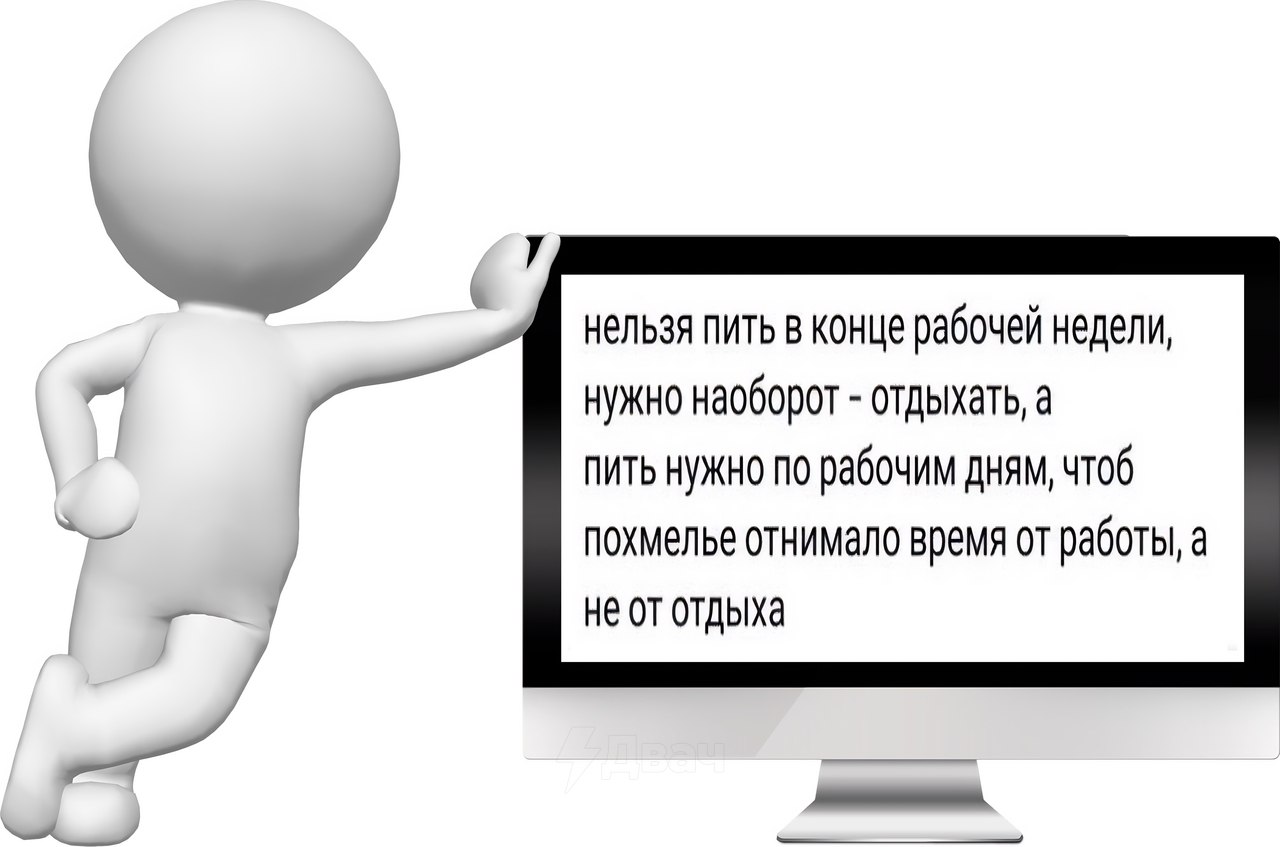 нельзя пить в конце рабочей недели,
нужно наоборот - отдыхать, а
пить нужно по рабочим дням, чтоб
похмелье отнимало время от работы, а
не от отдыха
Двач